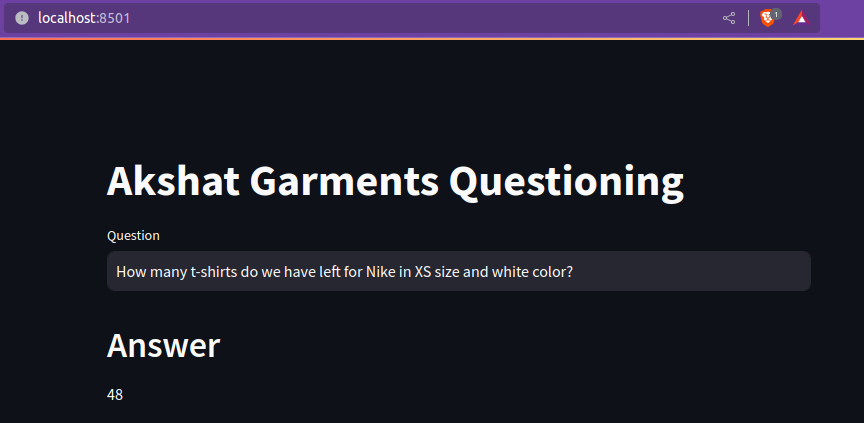 localhost:8501
1
Akshat Garments Questioning
Question
How many t-shirts do we have left for Nike in XS size and white color?
Answer
48